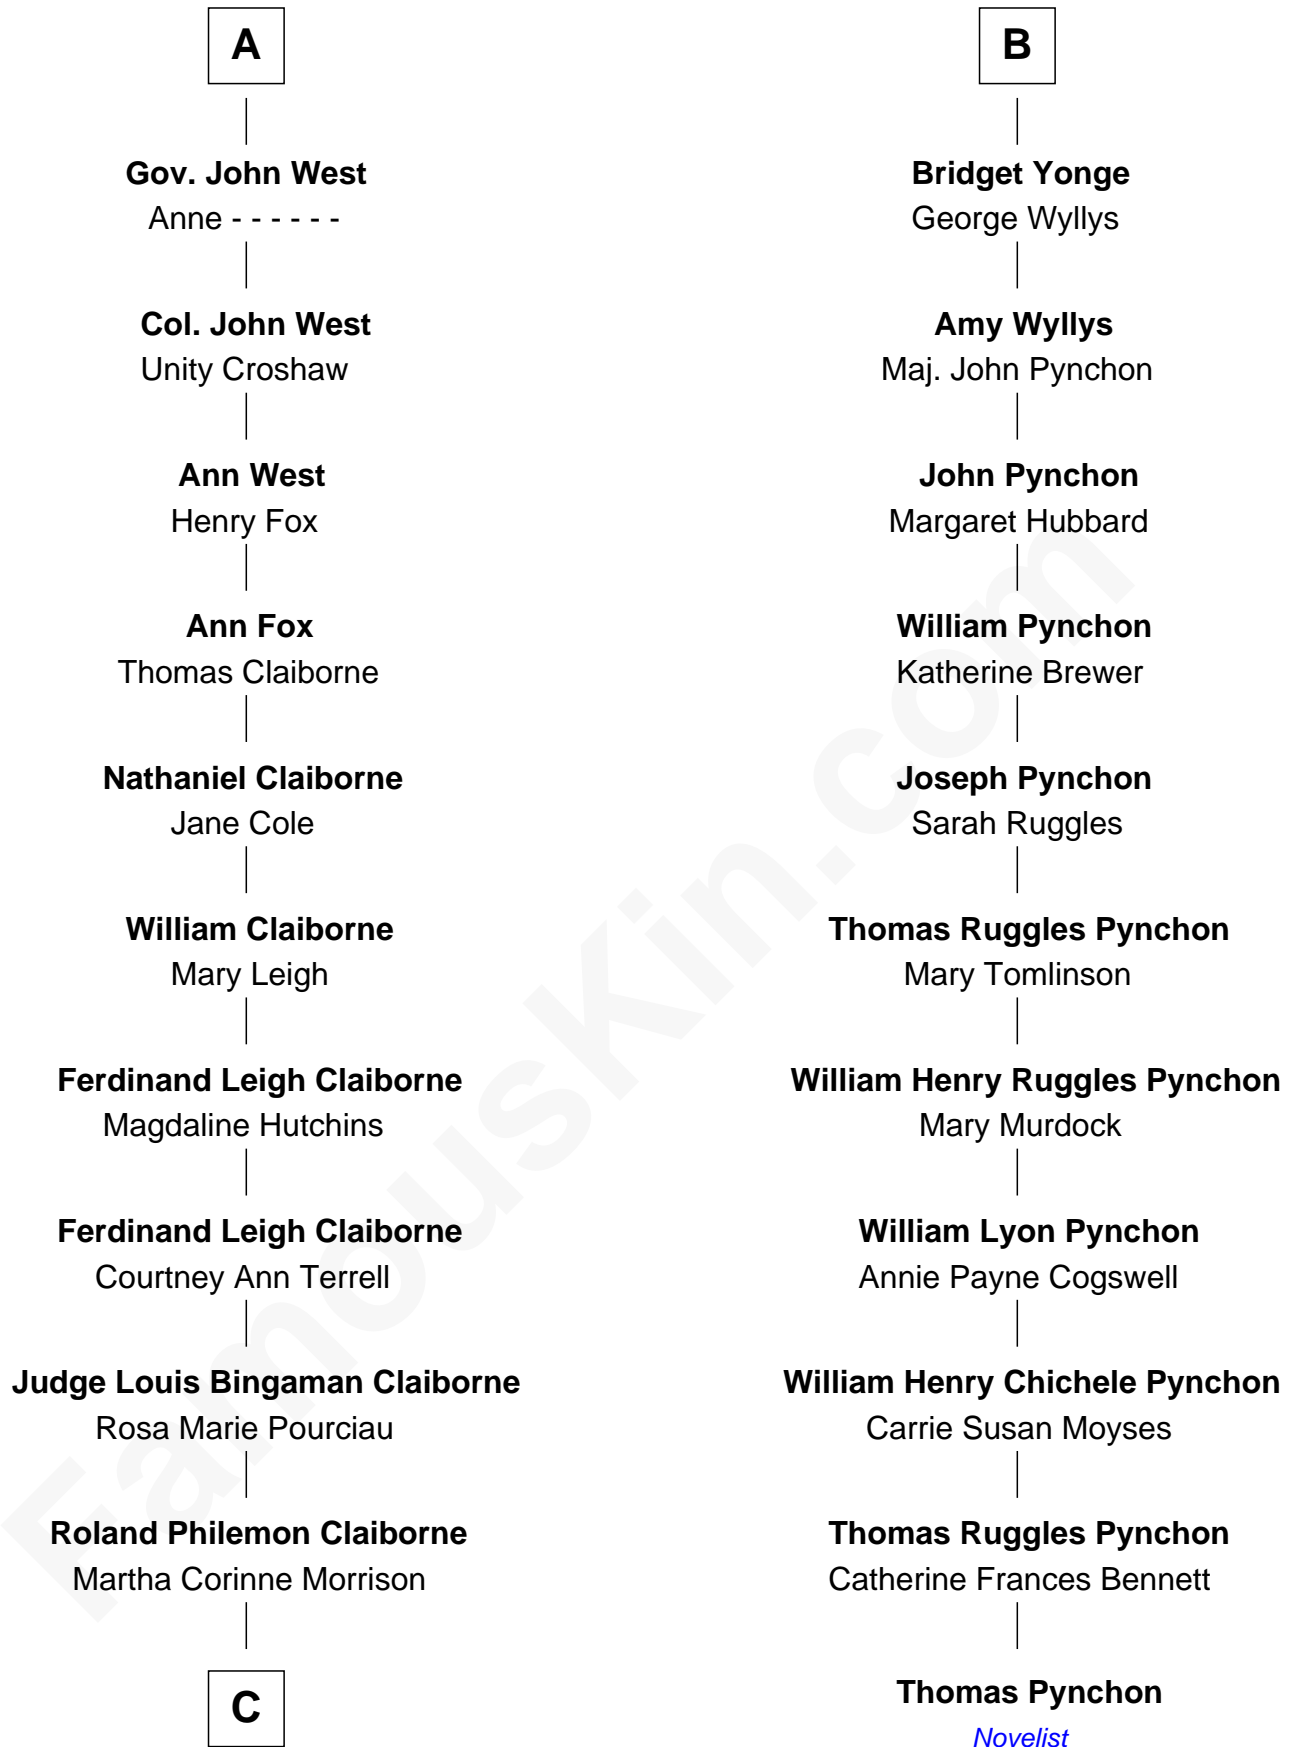 A
Gov. John West
Anne - - - - - -
Col. John West
Unity Croshaw
Ann West
Henry Fox
Ann Fox
Thomas Claiborne
Nathaniel Claiborne
Jane Cole
William Claiborne
Mary Leigh
Ferdinand Leigh Claiborne
Magdaline Hutchins
Ferdinand Leigh Claiborne
Courtney Ann Terrell
Judge Louis Bingaman Claiborne
Rosa Marie Pourciau
Roland Philemon Claiborne
Martha Corinne Morrison
C
B
Bridget Yonge
George Wyllys
Amy Wyllys
Maj. John Pynchon
John Pynchon
Margaret Hubbard
William Pynchon
Katherine Brewer
Joseph Pynchon
Sarah Ruggles
Thomas Ruggles Pynchon
Mary Tomlinson
William Henry Ruggles Pynchon
Mary Murdock
William Lyon Pynchon
Annie Payne Cogswell
William Henry Chichele Pynchon
Carrie Susan Moyses
Thomas Ruggles Pynchon
Catherine Frances Bennett
Thomas Pynchon
Novelist
FamousKin.com